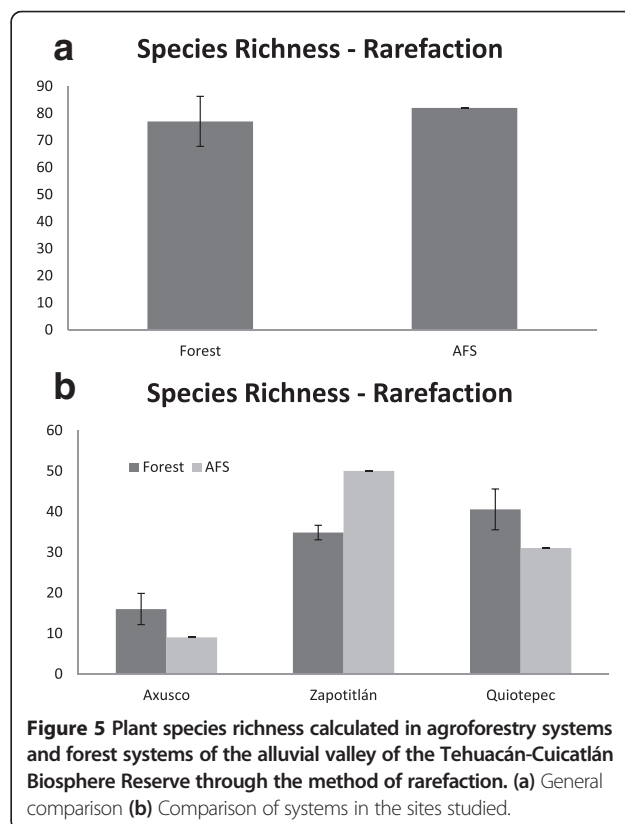 a
Species Richness - Rarefaction
90
80
70
60
50
40
30
20
10
0
Forest AFS
b
Species Richness - Rarefaction
60
50
40
30
20
10
0
Forest AFS
Axusco Zapotitlán Quiotepec
Figure 5 Plant species richness calculated in agroforestry systems
and forest systems of the alluvial valley of the Tehuacán-Cuicatlán
Biosphere Reserve through the method of rarefaction. (a) General
comparison (b) Comparison of systems in the sites studied.